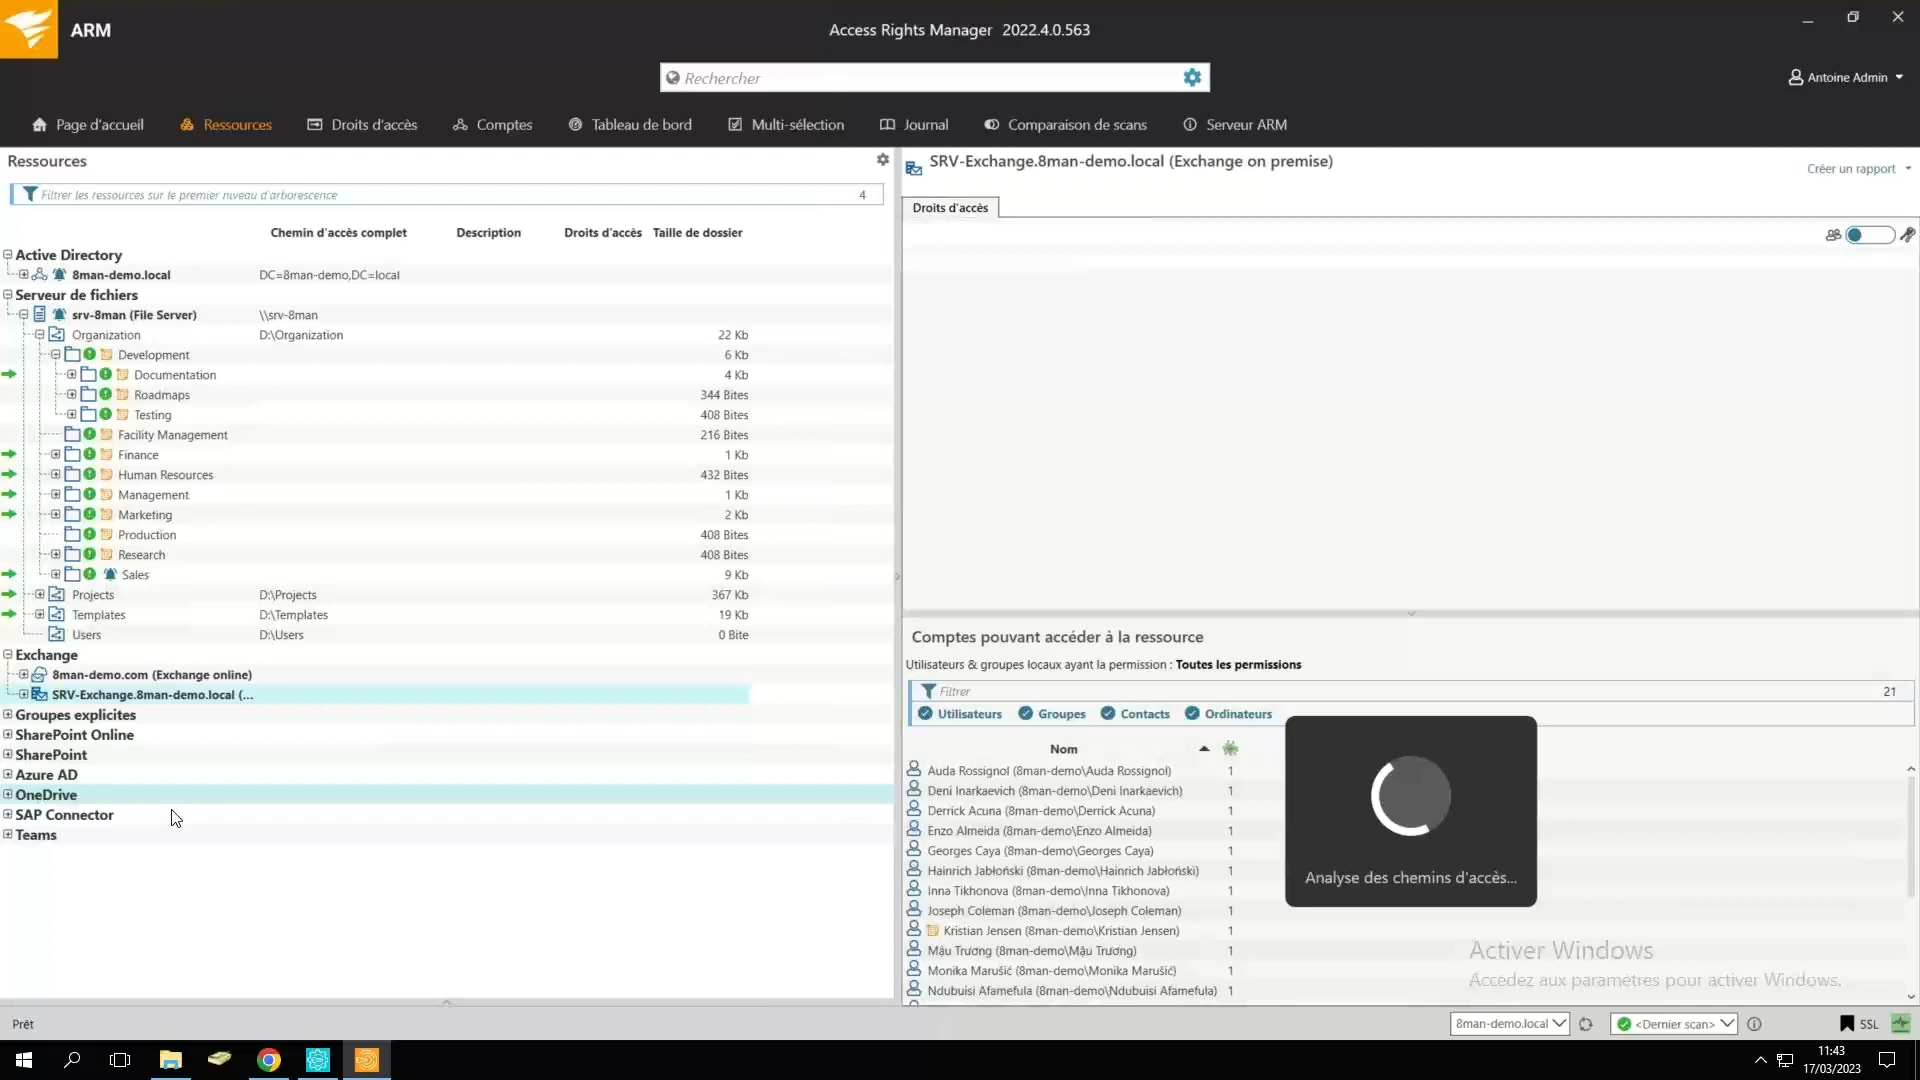 ARM
Access Rights Manager 2022.4.0.563
Rechercher
Antoine Admin
Page d'accueil
Ressources
Droits d'accès
Comptes
Tableau de bord
Multi-sélection
Journal
Comparaison de scans
Serveur ARM
Ressources
Filtrer les ressources sur le premier niveau d'arborescence 4
Chemin d'accès complet Description Droits d'accès Taille de dossier
Active Directory
8man-demo.local DC=8man-demo,DC=local
Serveur de fichiers
srv-8man (File Server) \\srv-8man
Organization D:\Organization 22 Kb
Development 6 Kb
Documentation 4 Kb
Roadmaps 344 Bites
Testing 408 Bites
Facility Management 216 Bites
Finance 1 Kb
Human Resources 432 Bites
Management 1 Kb
Marketing 2 Kb
Production 408 Bites
Research 408 Bites
Sales 9 Kb
Projects D:\Projects 367 Kb
Templates D:\Templates 19 Kb
Users D:\Users 0 Bite
Exchange
8man-demo.com (Exchange online)
SRV-Exchange.8man-demo.local (...
Groupes explicites
SharePoint Online
SharePoint
Azure AD
OneDrive
SAP Connector
Teams
SRV-Exchange.8man-demo.local (Exchange on premise)
Créer un rapport
Droits d'accès
Comptes pouvant accéder à la ressource
Utilisateurs & groupes locaux ayant la permission : Toutes les permissions
Filtrer 21
Utilisateurs Groupes Contacts Ordinateurs
Nom
Auda Rossignol (8man-demo\Auda Rossignol) 1
Deni Inarkaevich (8man-demo\Deni Inarkaevich) 1
Derrick Acuna (8man-demo\Derrick Acuna) 1
Enzo Almeida (8man-demo\Enzo Almeida) 1
Georges Caya (8man-demo\Georges Caya) 1
Hainrich Jabłoński (8man-demo\Hainrich Jabłoński) 1
Inna Tikhonova (8man-demo\Inna Tikhonova) 1
Joseph Coleman (8man-demo\Joseph Coleman) 1
Kristian Jensen (8man-demo\Kristian Jensen) 1
Mậu Trương (8man-demo\Mậu Trương) 1
Monika Marušić (8man-demo\Monika Marušić) 1
Ndubuisi Afamefula (8man-demo\Ndubuisi Afamefula) 1
Analyse des chemins d'accès...
Activer Windows
Accédez aux paramètres pour activer Windows.
Prêt
8man-demo.local
<Dernier scan>
SSL
11:43
17/03/2023